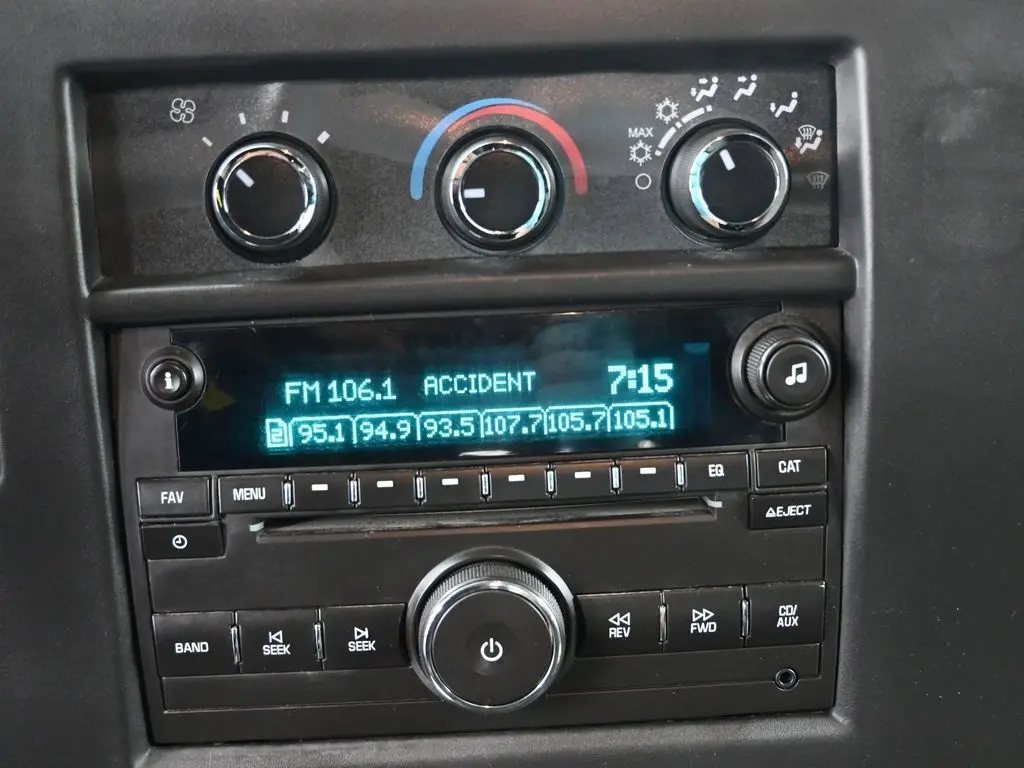 MAX
i
FM 106.1 ACCIDENT 7:15
2 95.1 94.9 93.5 107.7 105.7 105.1
FAV MENU EQ CAT
EJECT
BAND SEEK SEEK REV FWD CD/
AUX